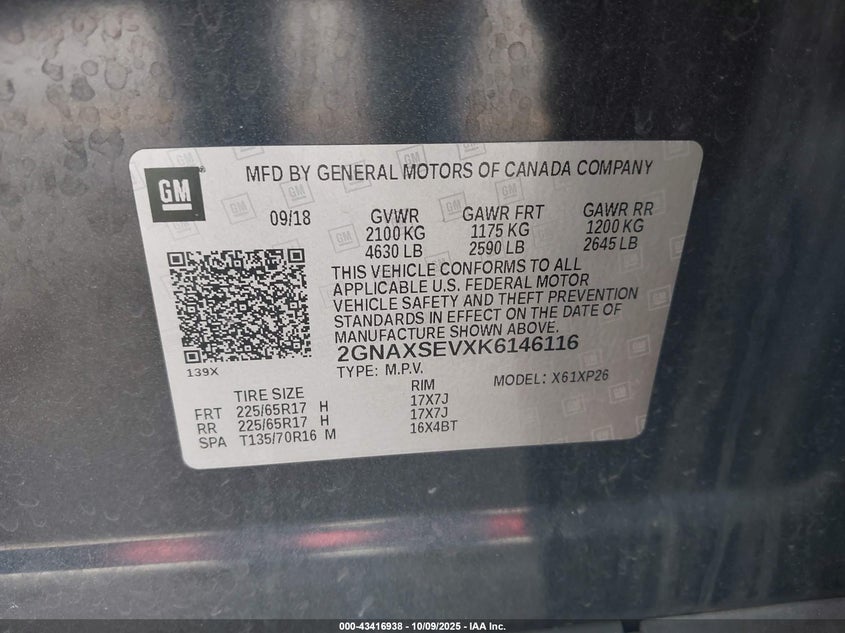 GM
MFD BY GENERAL MOTORS OF CANADA COMPANY
09/18 GVWR GAWR FRT GAWR RR
2100 KG 1175 KG 1200 KG
4630 LB 2590 LB 2645 LB
THIS VEHICLE CONFORMS TO ALL
APPLICABLE U.S. FEDERAL MOTOR
VEHICLE SAFETY AND THEFT PREVENTION
STANDARDS IN EFFECT ON THE DATE OF
MANUFACTURE SHOWN ABOVE.
2GNAXSEVXK6146116
139X
TYPE: M.P.V. MODEL: X61XP26
TIRE SIZE RIM
FRT 225/65R17 H 17X7J
RR 225/65R17 H 17X7J
SPA T135/70R16 M 16X4BT
000-43416938 - 10/09/2025 - IAA Inc.